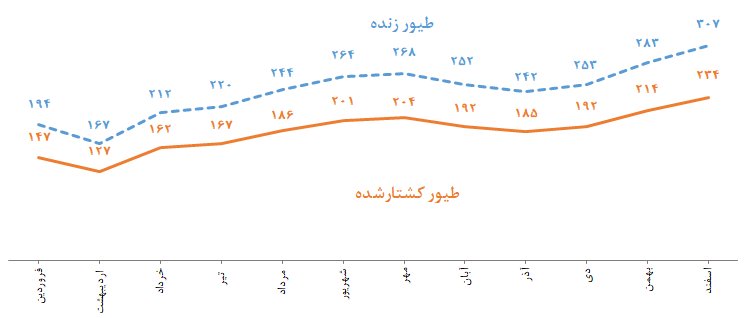 طیور زنده
۱۹۴ ۱۶۷ ۲۱۲ ۲۲۰ ۲۴۴ ۲۶۴ ۲۶۸ ۲۵۲ ۲۴۲ ۲۵۳ ۲۸۳ ۳۰۷
۱۴۷ ۱۲۷ ۱۶۲ ۱۶۷ ۱۸۶ ۲۰۱ ۲۰۴ ۱۹۲ ۱۸۵ ۱۹۲ ۲۱۴ ۲۳۴
طیور کشتارشده
فروردین
اردیبهشت
خرداد
تیر
مرداد
شهریور
مهر
آبان
آذر
دی
بهمن
اسفند